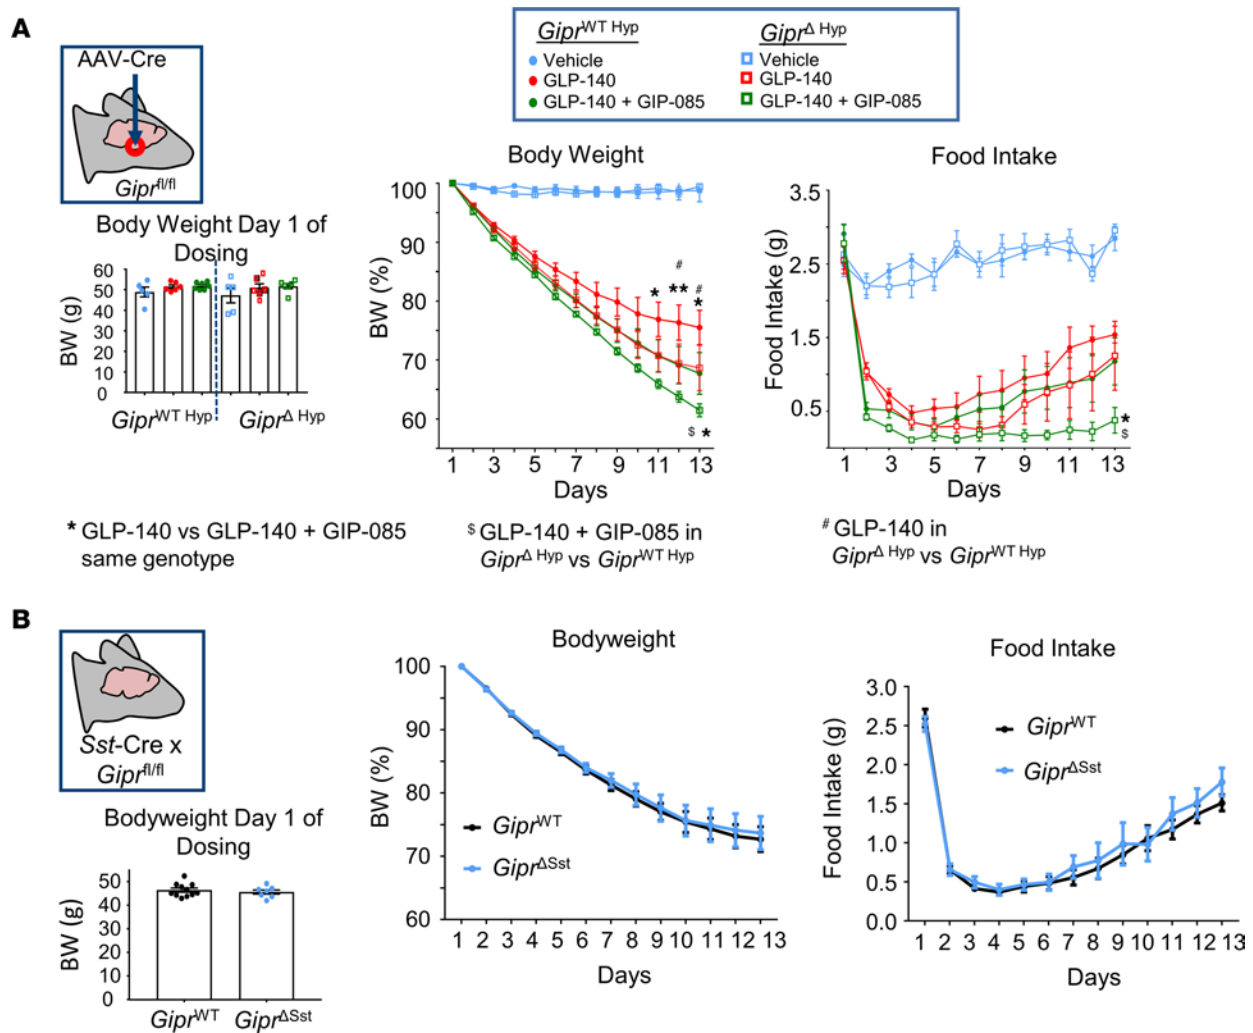 A
AAV-Cre
Gipr^fl/fl
Gipr^WT Hyp
Gipr^Δ Hyp
Vehicle
Vehicle
GLP-140
GLP-140
GLP-140 + GIP-085
GLP-140 + GIP-085
Body Weight Day 1 of
Dosing
BW (g)
60
50
40
30
20
10
0
Gipr^WT Hyp
Gipr^Δ Hyp
Body Weight
BW (%)
100
90
80
70
60
#
* ** #
*
$ *
1 3 5 7 9 11 13
Days
Food Intake
Food Intake (g)
3.5
2.5
1.5
0.5
*
$
1 3 5 7 9 11 13
Days
* GLP-140 vs GLP-140 + GIP-085
same genotype
$ GLP-140 + GIP-085 in
Gipr^Δ Hyp vs Gipr^WT Hyp
# GLP-140 in
Gipr^Δ Hyp vs Gipr^WT Hyp
B
Sst-Cre x
Gipr^fl/fl
Bodyweight Day 1 of
Dosing
BW (g)
50
40
30
20
10
0
Gipr^WT
Gipr^ΔSst
Bodyweight
BW (%)
100
90
80
70
60
Gipr^WT
Gipr^ΔSst
1 2 3 4 5 6 7 8 9 10 11 12 13
Days
Food Intake
Food Intake (g)
3.0
2.5
2.0
1.5
1.0
0.5
0.0
Gipr^WT
Gipr^ΔSst
1 2 3 4 5 6 7 8 9 10 11 12 13
Days